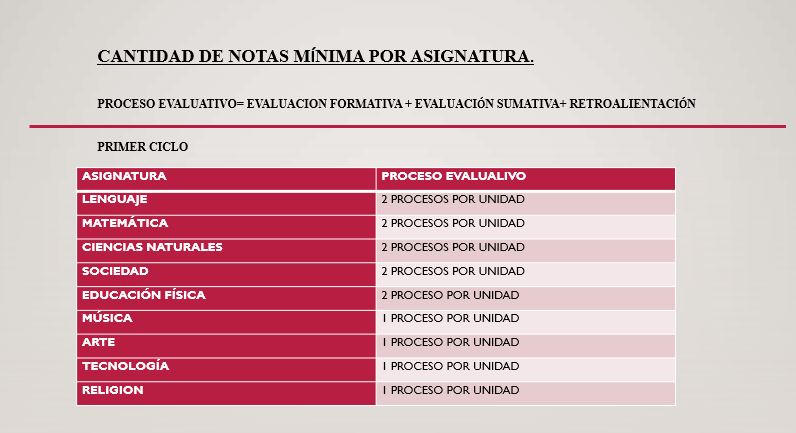 CANTIDAD DE NOTAS MÍNIMA POR ASIGNATURA.
PROCESO EVALUATIVO= EVALUACION FORMATIVA + EVALUACIÓN SUMATIVA+ RETROALIENTACIÓN
PRIMER CICLO
ASIGNATURA PROCESO EVALUALIVO
LENGUAJE 2 PROCESOS POR UNIDAD
MATEMÁTICA 2 PROCESOS POR UNIDAD
CIENCIAS NATURALES 2 PROCESOS POR UNIDAD
SOCIEDAD 2 PROCESOS POR UNIDAD
EDUCACIÓN FÍSICA 2 PROCESO POR UNIDAD
MÚSICA 1 PROCESO POR UNIDAD
ARTE 1 PROCESO POR UNIDAD
TECNOLOGÍA 1 PROCESO POR UNIDAD
RELIGION 1 PROCESO POR UNIDAD